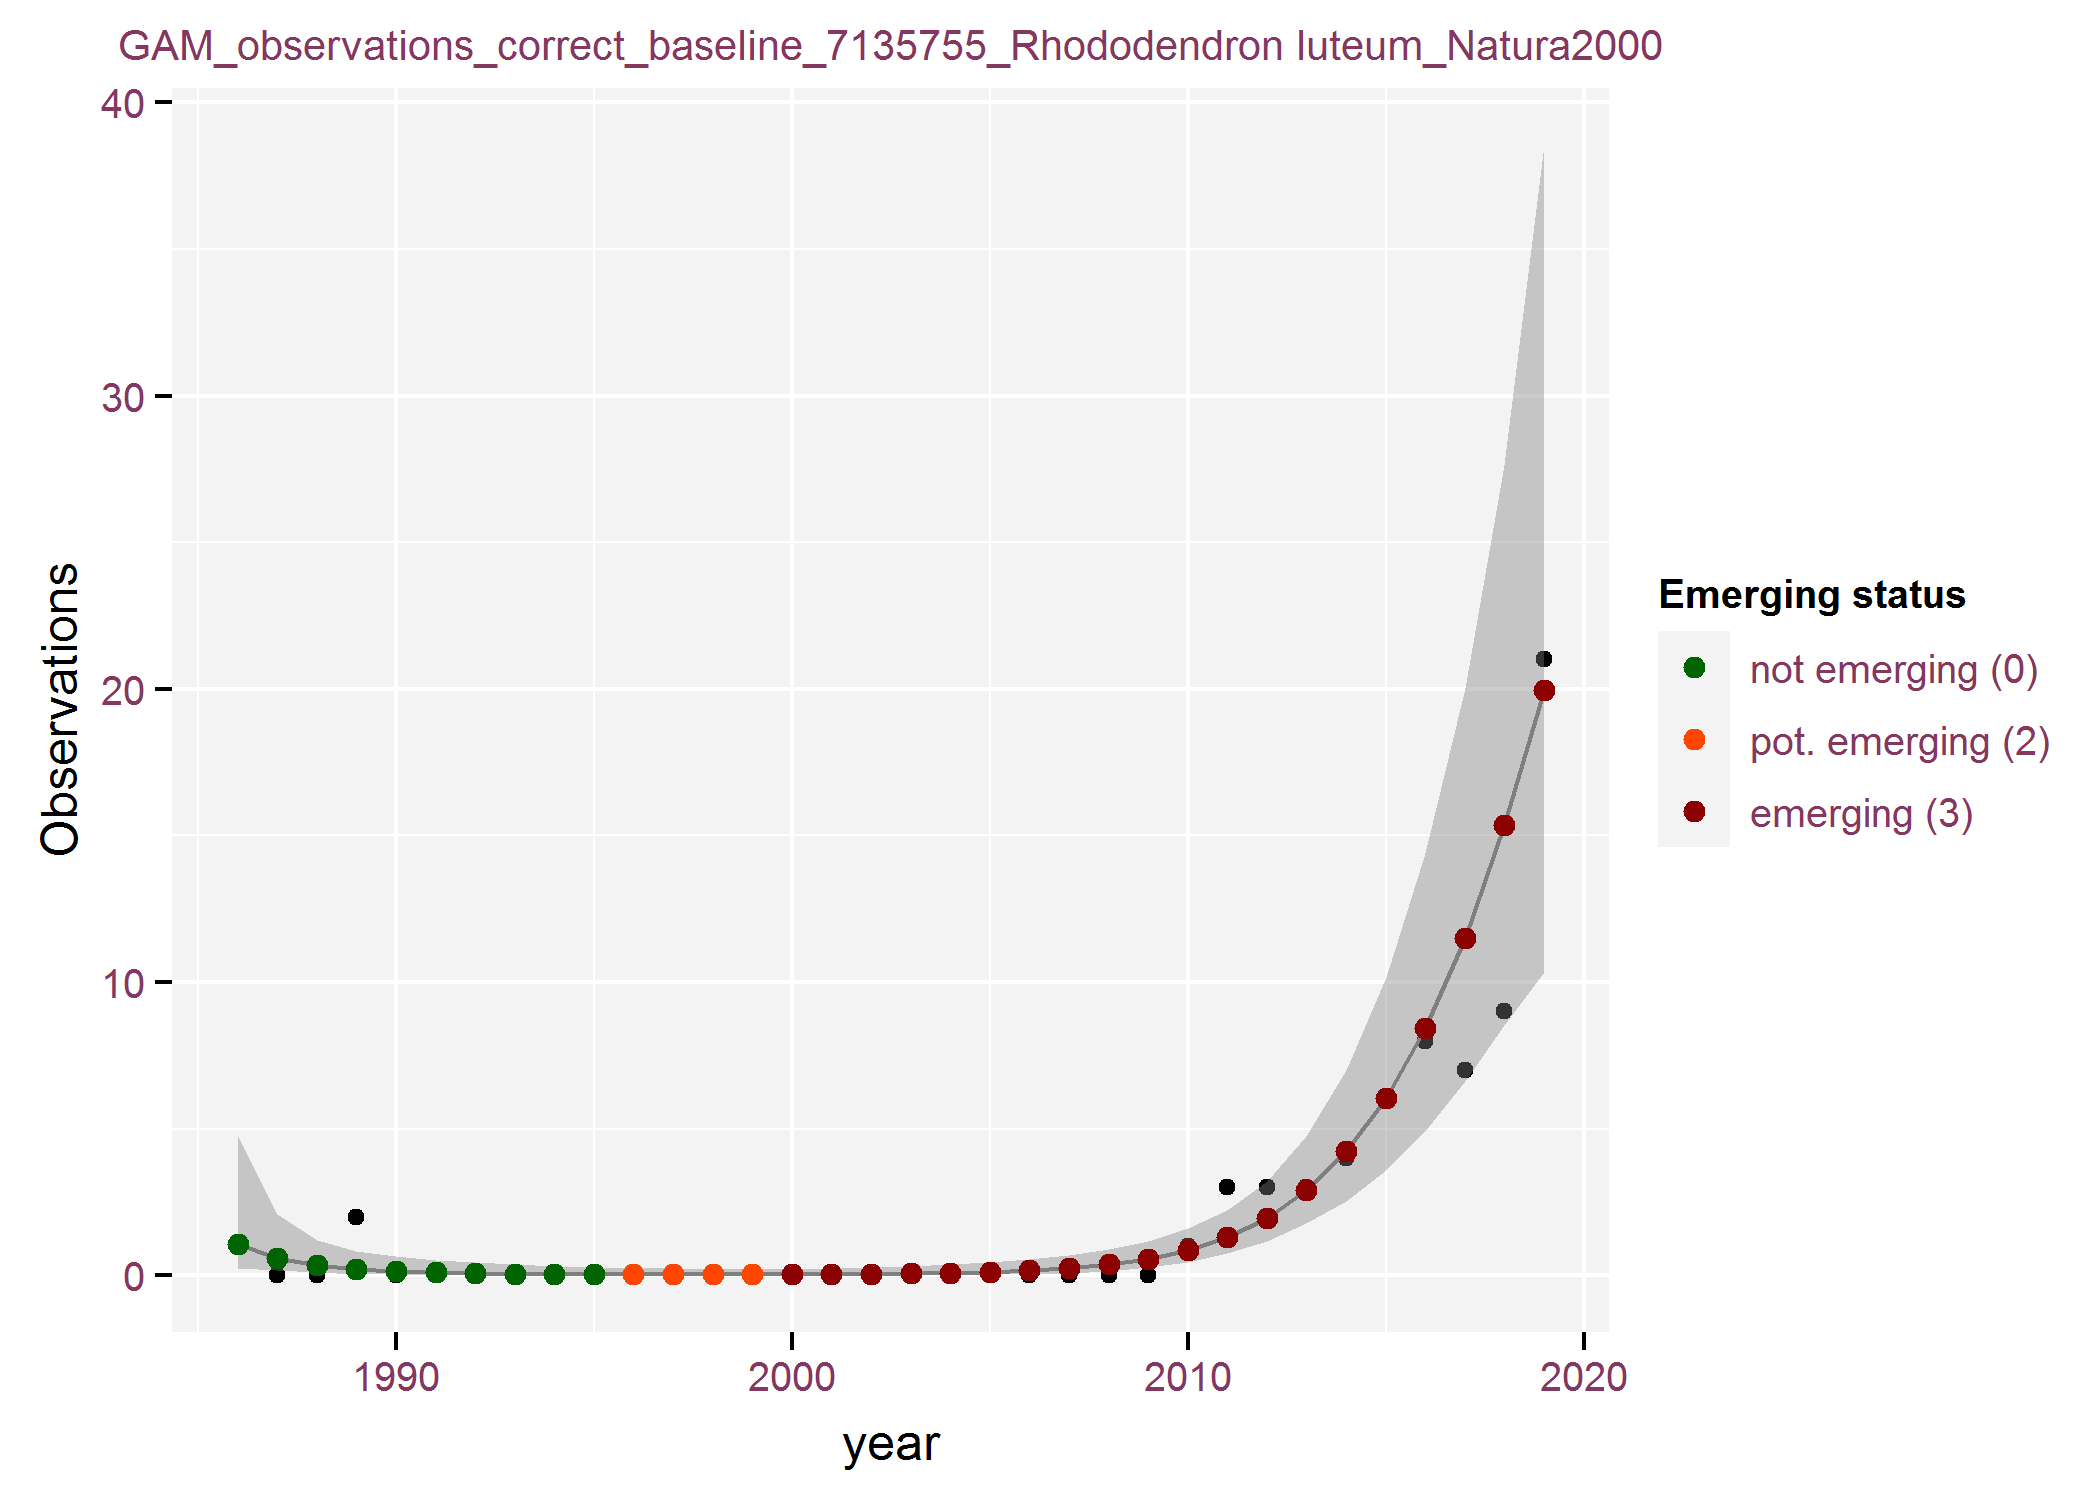 GAM_observations_correct_baseline_7135755_Rhododendron luteum_Natura2000
40
30
20
10
0
Observations
1990
2000
2010
2020
year
Emerging status
not emerging (0)
pot. emerging (2)
emerging (3)